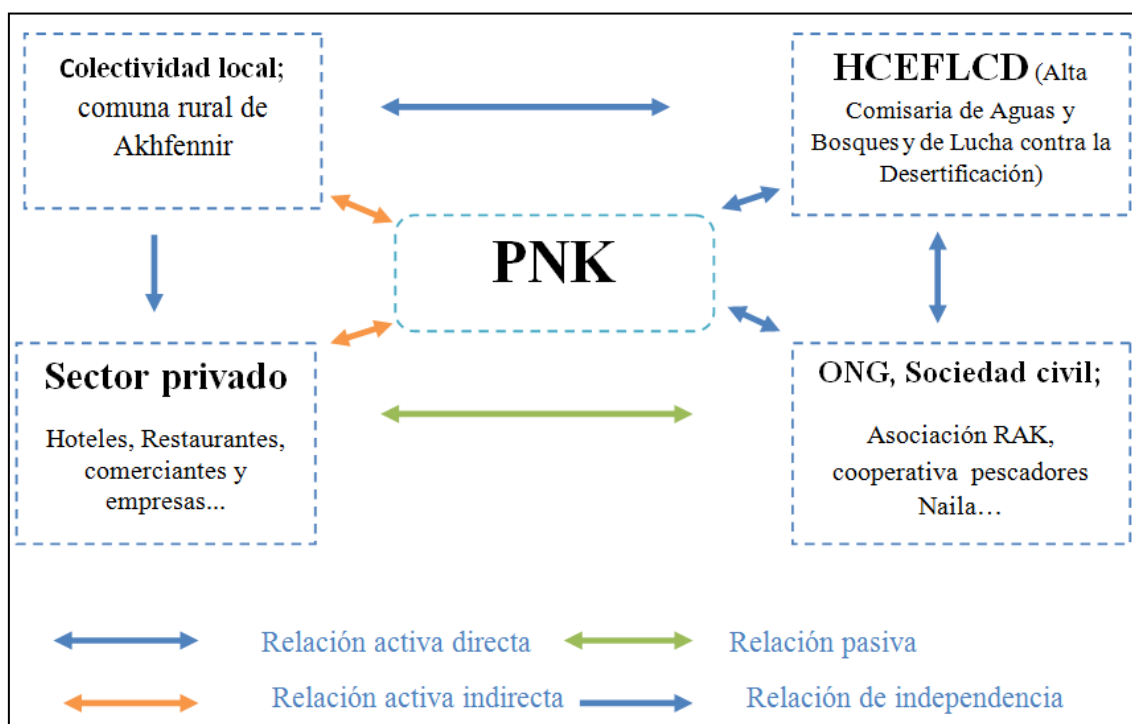 Colectividad local;
comuna rural de
Akhfennir
HCEFLCD (Alta
Comisaria de Aguas y
Bosques y de Lucha contra la
Desertificación)
PNK
Sector privado
Hoteles, Restaurantes,
comerciantes y
empresas...
ONG, Sociedad civil;
Asociación RAK,
cooperativa pescadores
Naila…
Relación activa directa
Relación pasiva
Relación activa indirecta
Relación de independencia